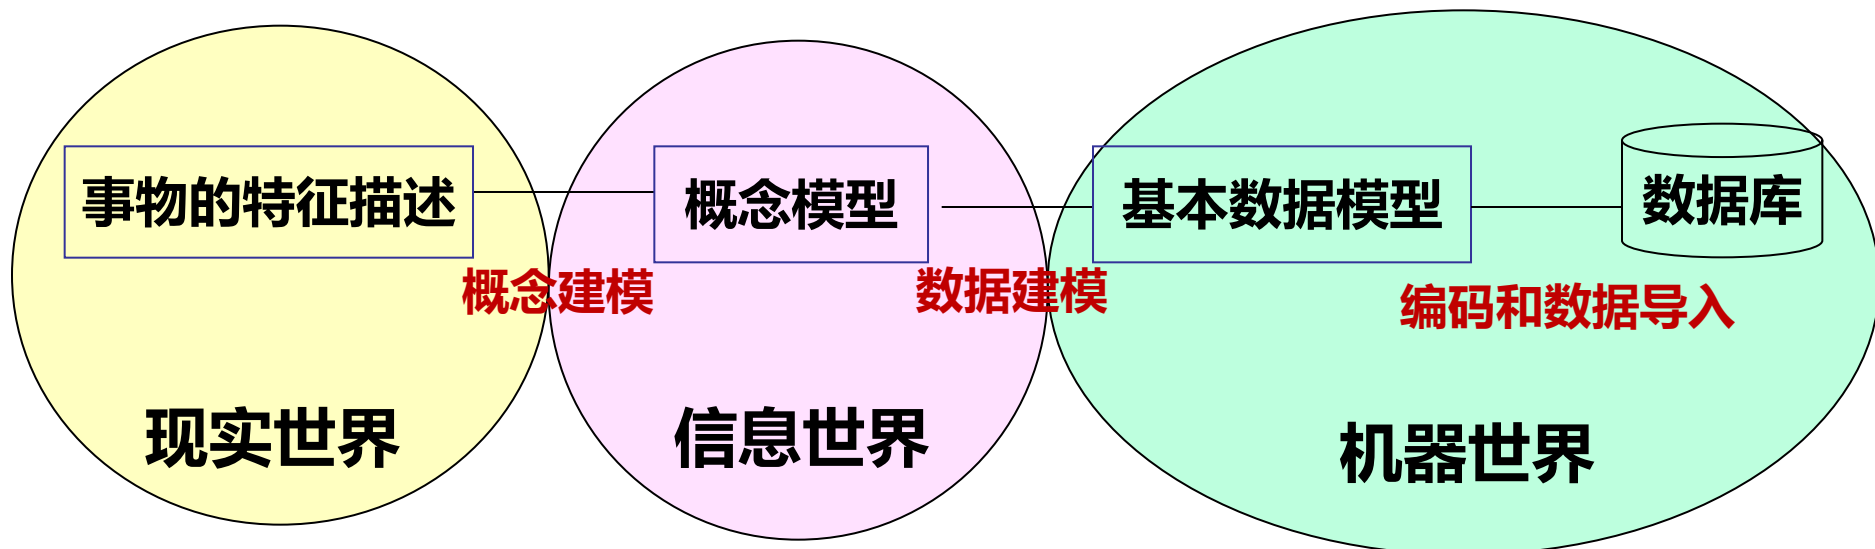 事物的特征描述
概念模型
基本数据模型
数据库
概念建模
数据建模
编码和数据导入
现实世界
信息世界
机器世界